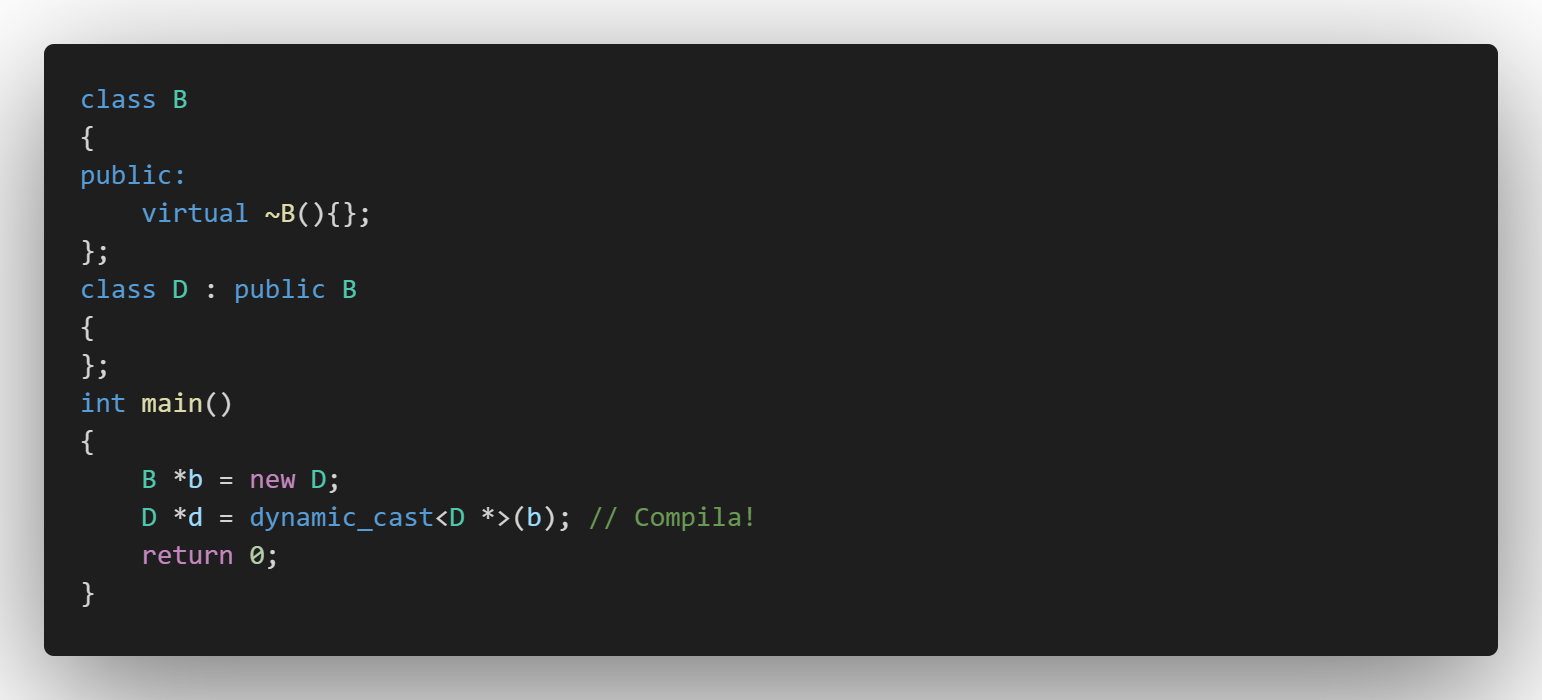 class B
{
public:
    virtual ~B(){};
};
class D : public B
{
};
int main()
{
    B *b = new D;
    D *d = dynamic_cast<D *>(b); // Compila!
    return 0;
}